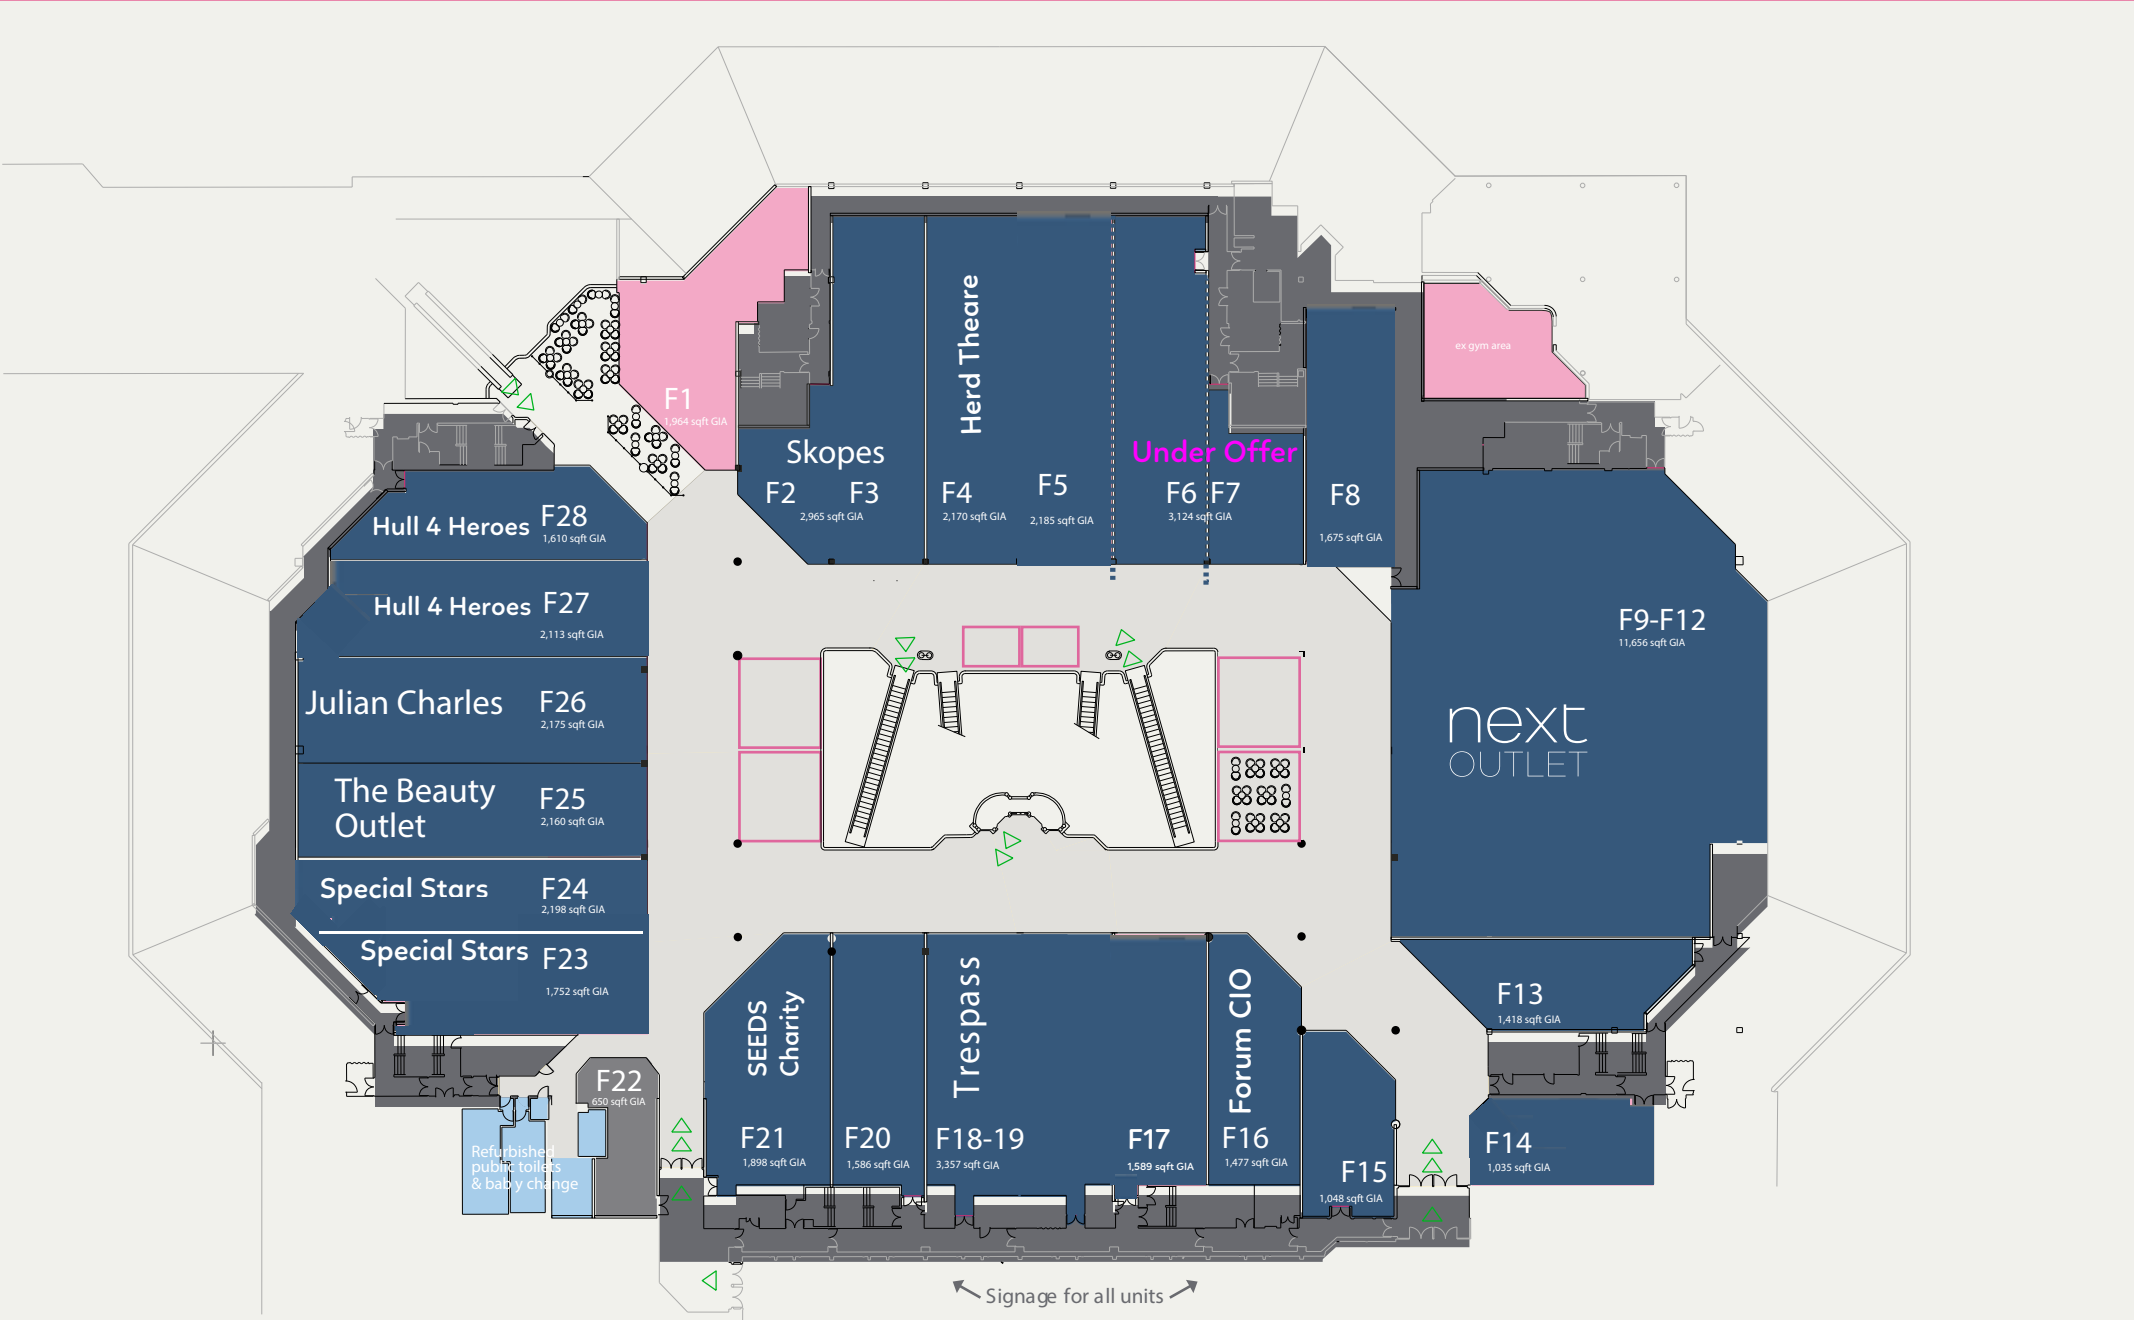 Herd Theare
ex gym area
F1
1,964 sqft GIA
Skopes
Under Offer
F2
F3
2,965 sqft GIA
F4
2,170 sqft GIA
F5
2,185 sqft GIA
F6
F7
3,124 sqft GIA
F8
1,675 sqft GIA
Hull 4 Heroes
F28
1,610 sqft GIA
Hull 4 Heroes
F27
2,113 sqft GIA
F9-F12
11,656 sqft GIA
next
OUTLET
Julian Charles
F26
2,175 sqft GIA
The Beauty
Outlet
F25
2,160 sqft GIA
Special Stars
F24
2,198 sqft GIA
Special Stars
F23
1,752 sqft GIA
F13
1,418 sqft GIA
SEEDS
Charity
Trespass
Forum CIO
F22
650 sqft GIA
F21
1,898 sqft GIA
F20
1,586 sqft GIA
F18-19
3,357 sqft GIA
F17
1,589 sqft GIA
F16
1,477 sqft GIA
F15
1,048 sqft GIA
F14
1,035 sqft GIA
Refurbished
public toilets
& bab y change
Signage for all units